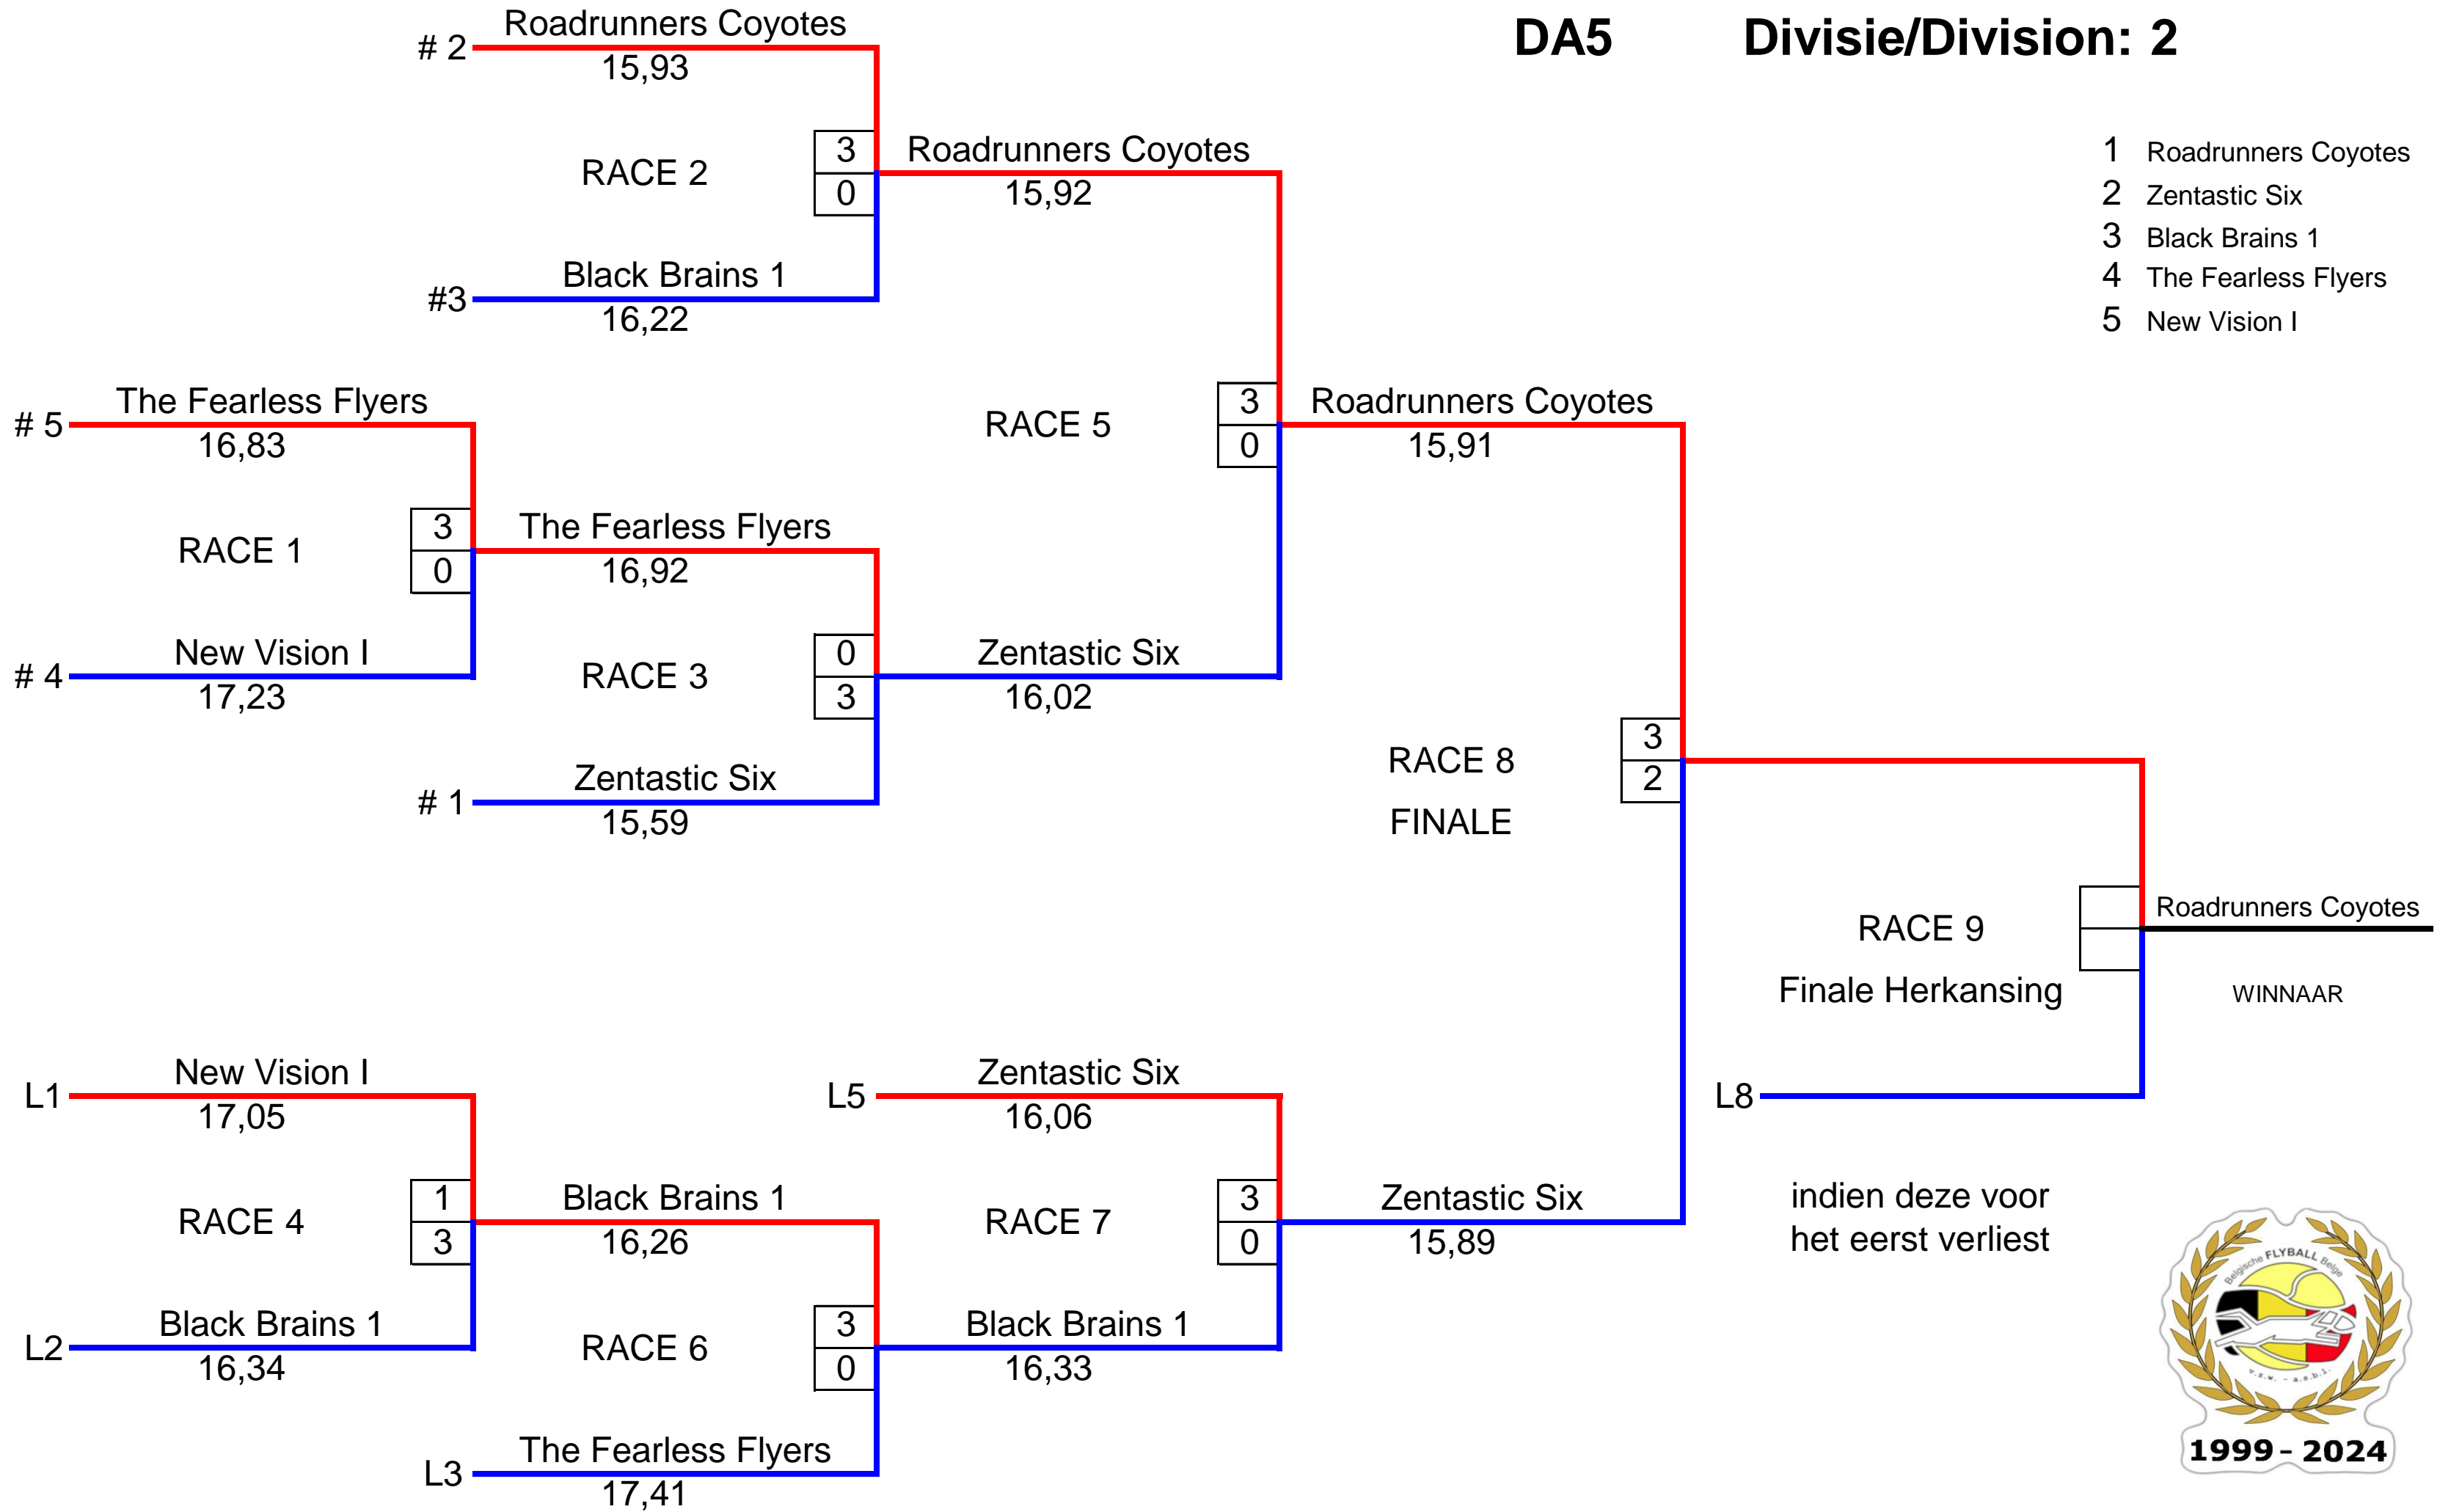 DA5 Divisie/Division: 2
1 Roadrunners Coyotes
2 Zentastic Six
3 Black Brains 1
4 The Fearless Flyers
5 New Vision I
# 2 Roadrunners Coyotes
15,93
RACE 2
3
0
#3 Black Brains 1
16,22
Roadrunners Coyotes
15,92
# 5 The Fearless Flyers
16,83
RACE 1
3
0
# 4 New Vision I
17,23
The Fearless Flyers
16,92
RACE 3
0
3
# 1 Zentastic Six
15,59
Zentastic Six
16,02
RACE 5
3
0
Roadrunners Coyotes
15,91
RACE 8
FINALE
3
2
RACE 9
Finale Herkansing
Roadrunners Coyotes
WINNAAR
L8
indien deze voor
het eerst verliest
L1 New Vision I
17,05
RACE 4
1
3
L2 Black Brains 1
16,34
Black Brains 1
16,26
RACE 6
3
0
L3 The Fearless Flyers
17,41
L5 Zentastic Six
16,06
RACE 7
3
0
Black Brains 1
16,33
Zentastic Six
15,89
Belgische FLYBALL Belge
v.z.w. - a.s.b.l.
1999 - 2024